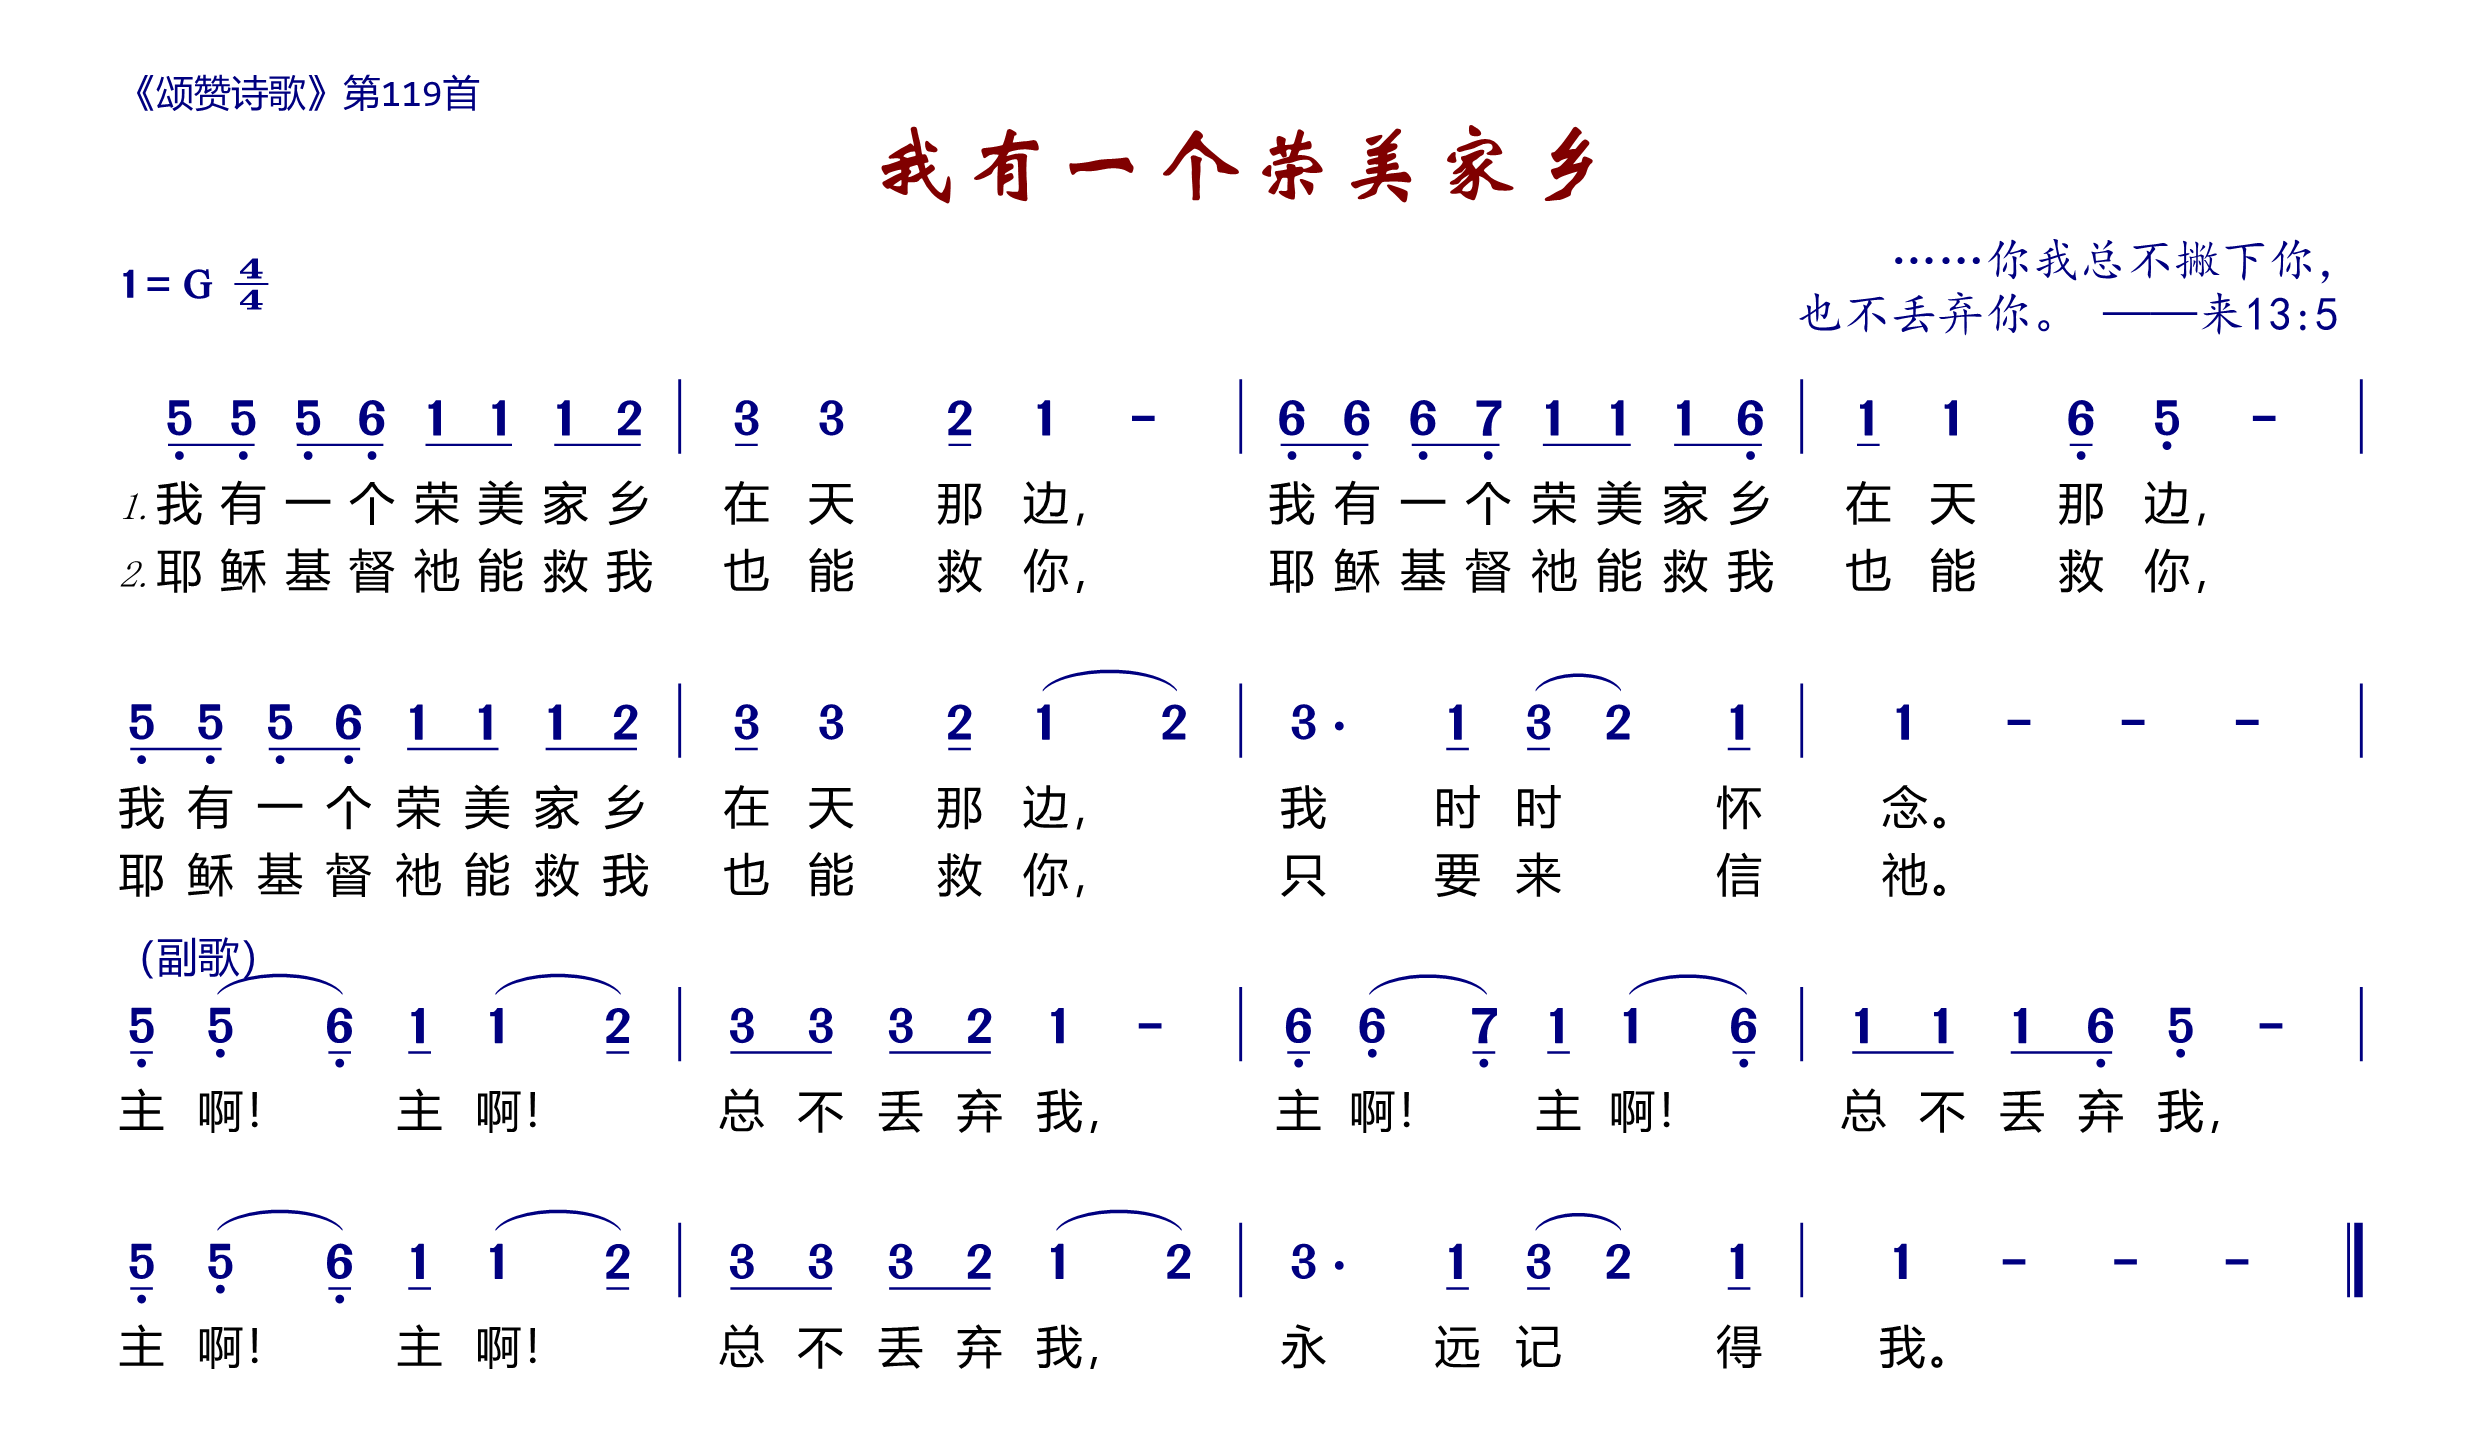 《颂赞诗歌》第119首
我有一个荣美家乡
1= G 4/4
……你我总不撇下你，
也不丢弃你。 ——来13:5
5 5 5 6 1 1 1 2 | 3 3 2 1 - | 6 6 6 7 1 1 1 6 | 1 1 6 5 - |
1. 我有一个荣美家乡 在天那边, 我有一个荣美家乡 在天那边,
2. 耶稣基督祂能救我 也能救你, 耶稣基督祂能救我 也能救你,
5 5 5 6 1 1 1 2 | 3 3 2 1 2 | 3· 1 3 2 1 | 1 - - - |
我有一个荣美家乡 在天那边, 我时时怀念。
耶稣基督祂能救我 也能救你, 只要来信祂。
(副歌)
5 5 6 1 1 2 | 3 3 3 2 1 - | 6 6 7 1 1 6 | 1 1 1 6 5 - |
主啊! 主啊! 总不丢弃我, 主啊! 主啊! 总不丢弃我,
5 5 6 1 1 2 | 3 3 3 2 1 2 | 3· 1 3 2 1 | 1 - - - ‖
主啊! 主啊! 总不丢弃我, 永远记得我。